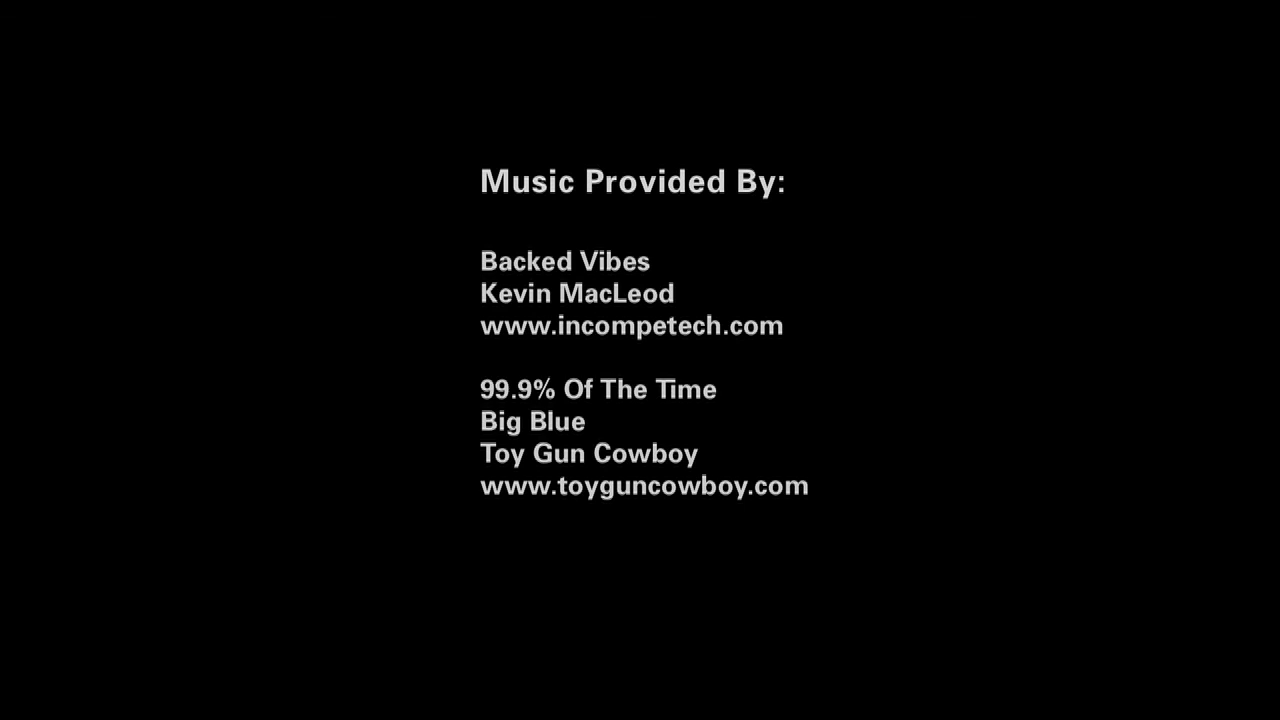 Music Provided By:
Backed Vibes
Kevin MacLeod
www.incompetech.com
99.9% Of The Time
Big Blue
Toy Gun Cowboy
www.toyguncowboy.com